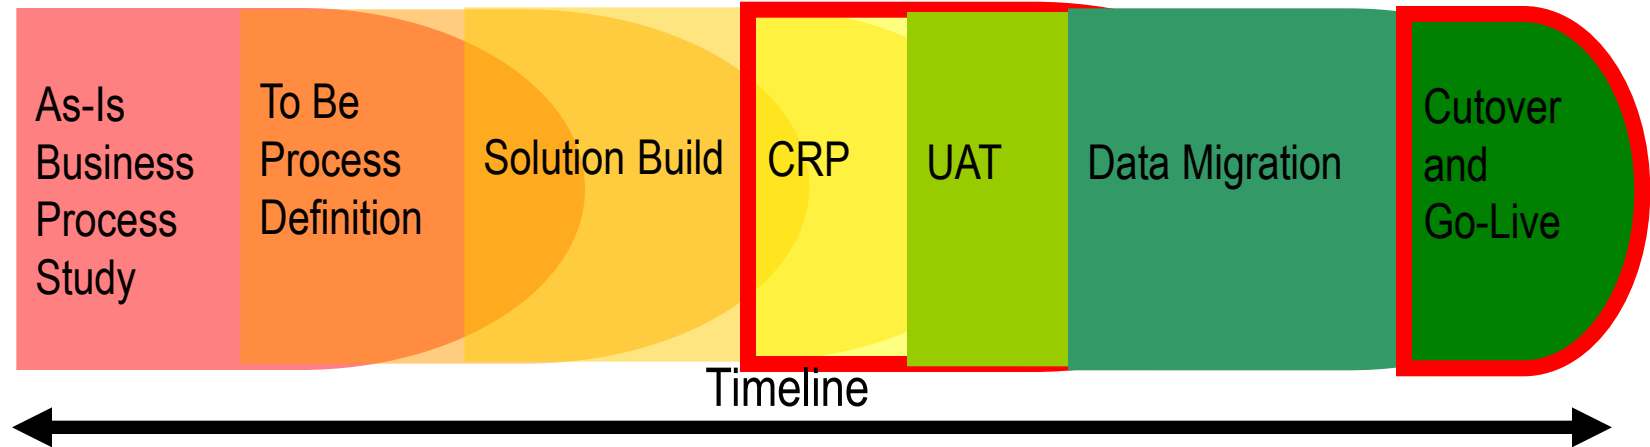 As-Is
Business
Process
Study
To Be
Process
Definition
Solution Build
CRP
UAT
Data Migration
Cutover
and
Go-Live
Timeline